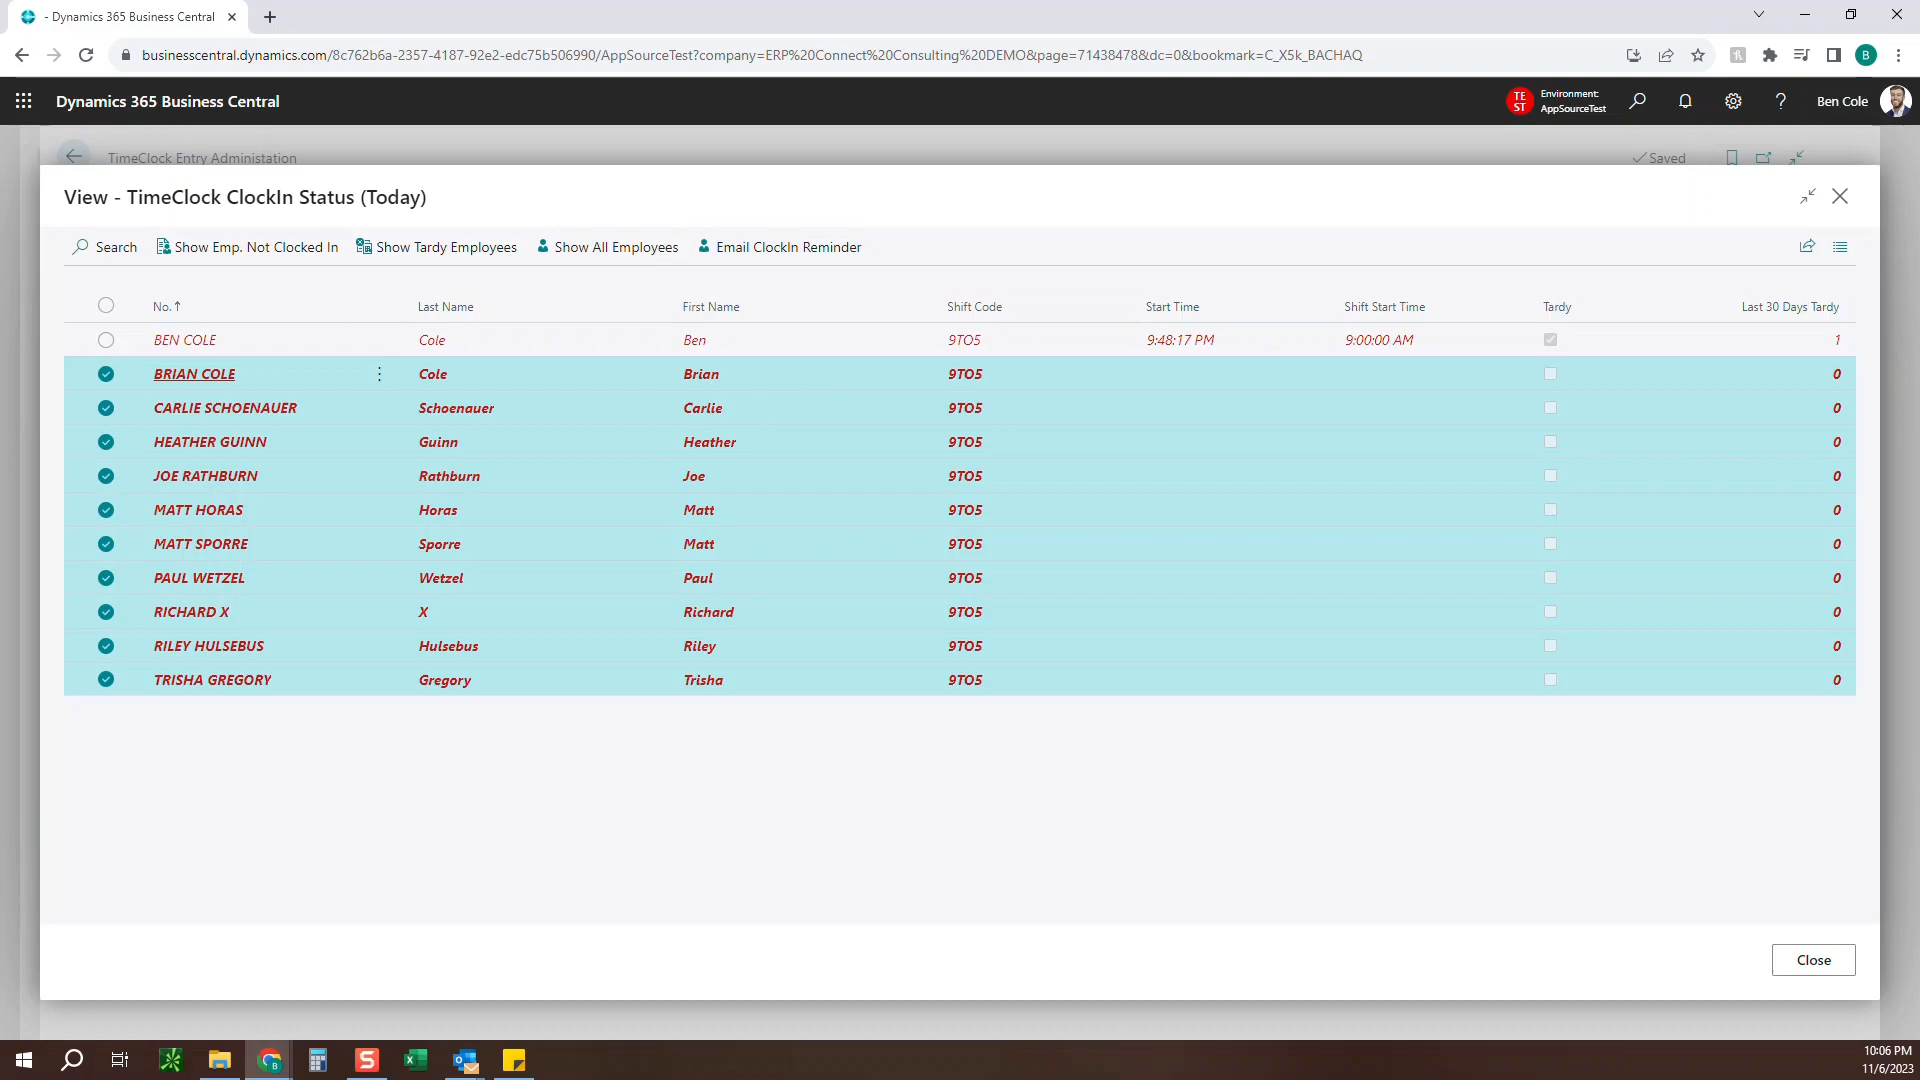 - Dynamics 365 Business Central
businesscentral.dynamics.com/8c762b6a-2357-4187-92e2-edc75b506990/AppSourceTest?company=ERP%20Connect%20Consulting%20DEMO&page=71438478&dc=0&bookmark=C_X5k_BACHAQ
B
Dynamics 365 Business Central
TE
ST
Environment:
AppSourceTest
?
Ben Cole
TimeClock Entry Administation
Saved
View - TimeClock ClockIn Status (Today)
Search Show Emp. Not Clocked In Show Tardy Employees Show All Employees Email ClockIn Reminder
No. ↑ Last Name First Name Shift Code Start Time Shift Start Time Tardy Last 30 Days Tardy
BEN COLE Cole Ben 9TO5 9:48:17 PM 9:00:00 AM 1
BRIAN COLE Cole Brian 9TO5 0
CARLIE SCHOENAUER Schoenauer Carlie 9TO5 0
HEATHER GUINN Guinn Heather 9TO5 0
JOE RATHBURN Rathburn Joe 9TO5 0
MATT HORAS Horas Matt 9TO5 0
MATT SPORRE Sporre Matt 9TO5 0
PAUL WETZEL Wetzel Paul 9TO5 0
RICHARD X X Richard 9TO5 0
RILEY HULSEBUS Hulsebus Riley 9TO5 0
TRISHA GREGORY Gregory Trisha 9TO5 0
Close
10:06 PM
11/6/2023